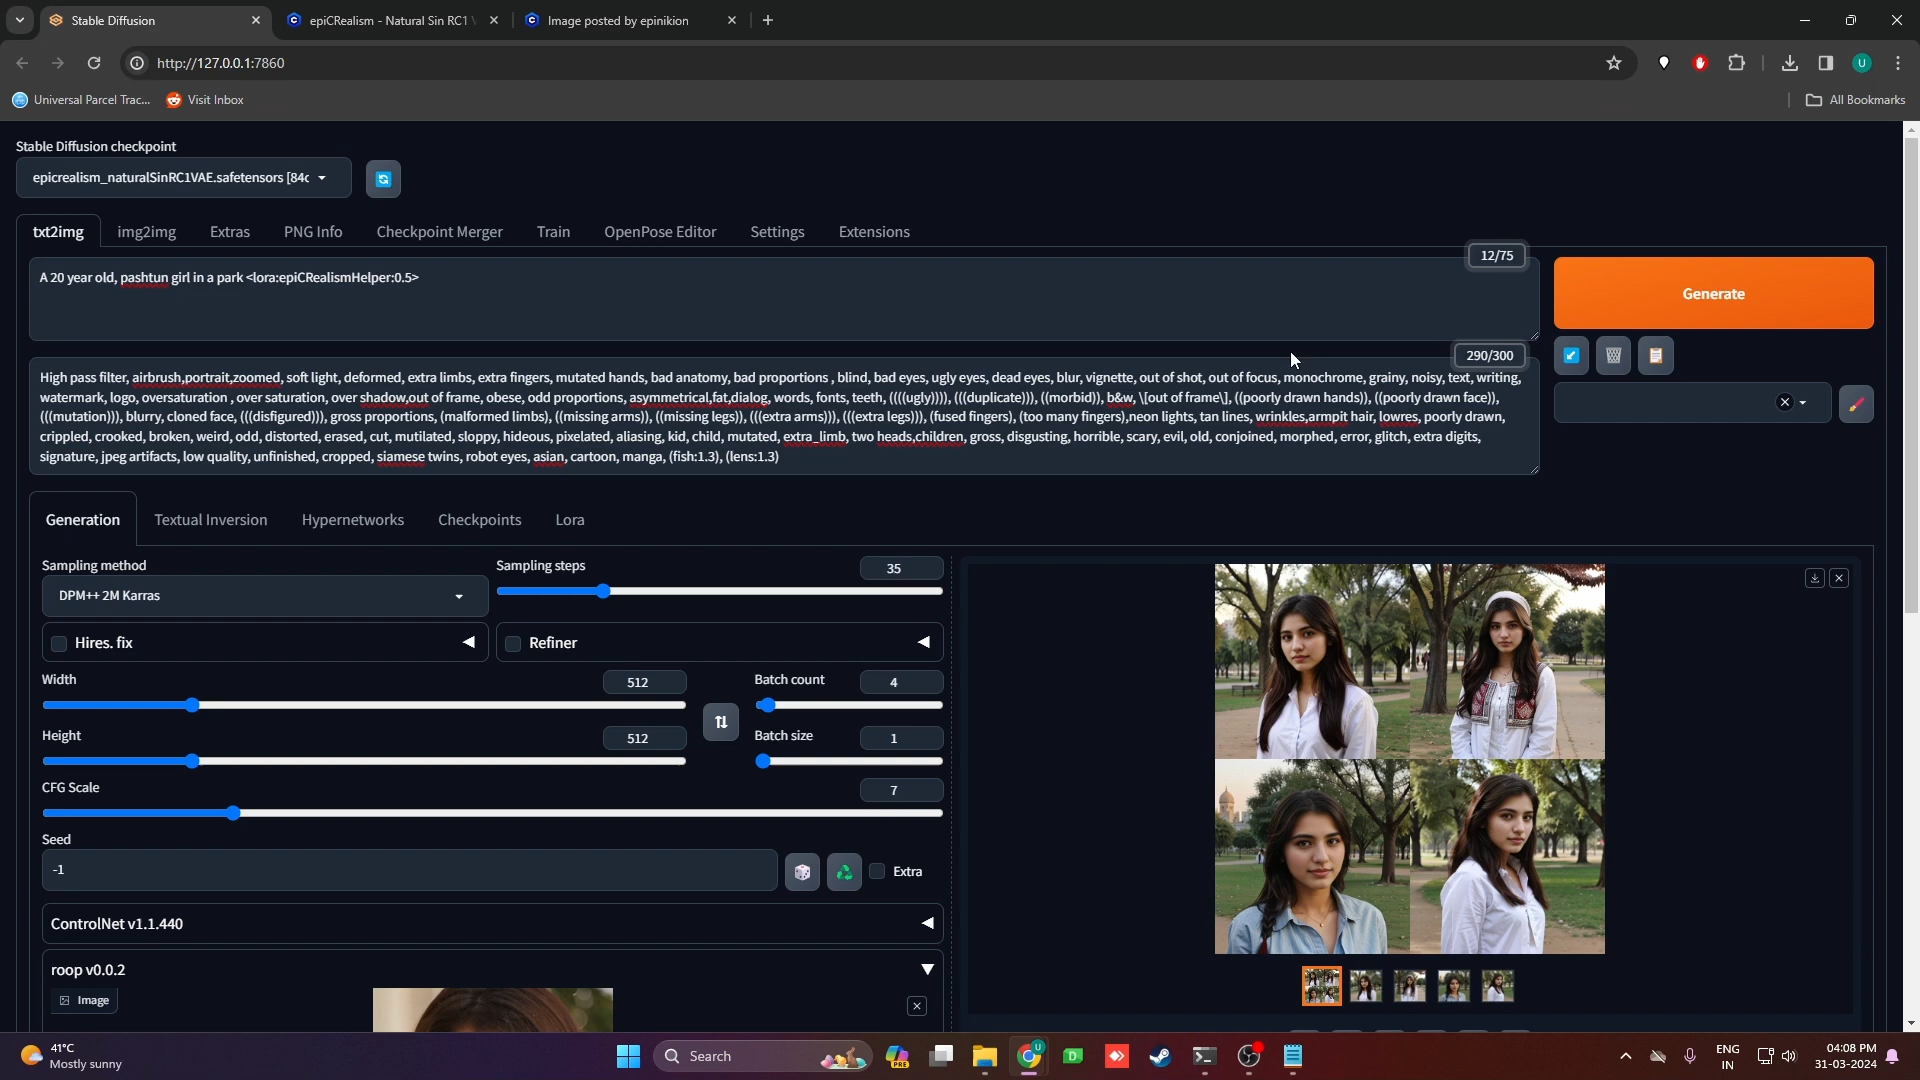 Stable Diffusion
epiCRealism - Natural Sin RC1
Image posted by epinikion
http://127.0.0.1:7860
U
Universal Parcel Trac...
Visit Inbox
All Bookmarks
Stable Diffusion checkpoint
epicrealism_naturalSinRC1VAE.safetensors [84c
txt2img
img2img
Extras
PNG Info
Checkpoint Merger
Train
OpenPose Editor
Settings
Extensions
12/75
A 20 year old, pashtun girl in a park <lora:epiCRealismHelper:0.5>
Generate
290/300
High pass filter, airbrush,portrait,zoomed, soft light, deformed, extra limbs, extra fingers, mutated hands, bad anatomy, bad proportions , blind, bad eyes, ugly eyes, dead eyes, blur, vignette, out of shot, out of focus, monochrome, grainy, noisy, text, writing,
watermark, logo, oversaturation , over saturation, over shadow,out of frame, obese, odd proportions, asymmetrical,fat,dialog, words, fonts, teeth, ((((ugly)))), (((duplicate))), ((morbid)), b&w, \[out of frame\], ((poorly drawn hands)), ((poorly drawn face)),
(((mutation))), blurry, cloned face, (((disfigured))), gross proportions, (malformed limbs), ((missing arms)), ((missing legs)), (((extra arms))), (((extra legs))), (fused fingers), (too many fingers),neon lights, tan lines, wrinkles,armpit hair, lowres, poorly drawn,
crippled, crooked, broken, weird, odd, distorted, erased, cut, mutilated, sloppy, hideous, pixelated, aliasing, kid, child, mutated, extra_limb, two heads,children, gross, disgusting, horrible, scary, evil, old, conjoined, morphed, error, glitch, extra digits,
signature, jpeg artifacts, low quality, unfinished, cropped, siamese twins, robot eyes, asian, cartoon, manga, (fish:1.3), (lens:1.3)
Generation
Textual Inversion
Hypernetworks
Checkpoints
Lora
Sampling method
DPM++ 2M Karras
Sampling steps
35
Hires. fix
Refiner
Width
512
Batch count
4
Height
512
Batch size
1
CFG Scale
7
Seed
-1
Extra
ControlNet v1.1.440
roop v0.0.2
Image
41°C
Mostly sunny
Search
PRE
U
D
ENG
IN
04:08 PM
31-03-2024